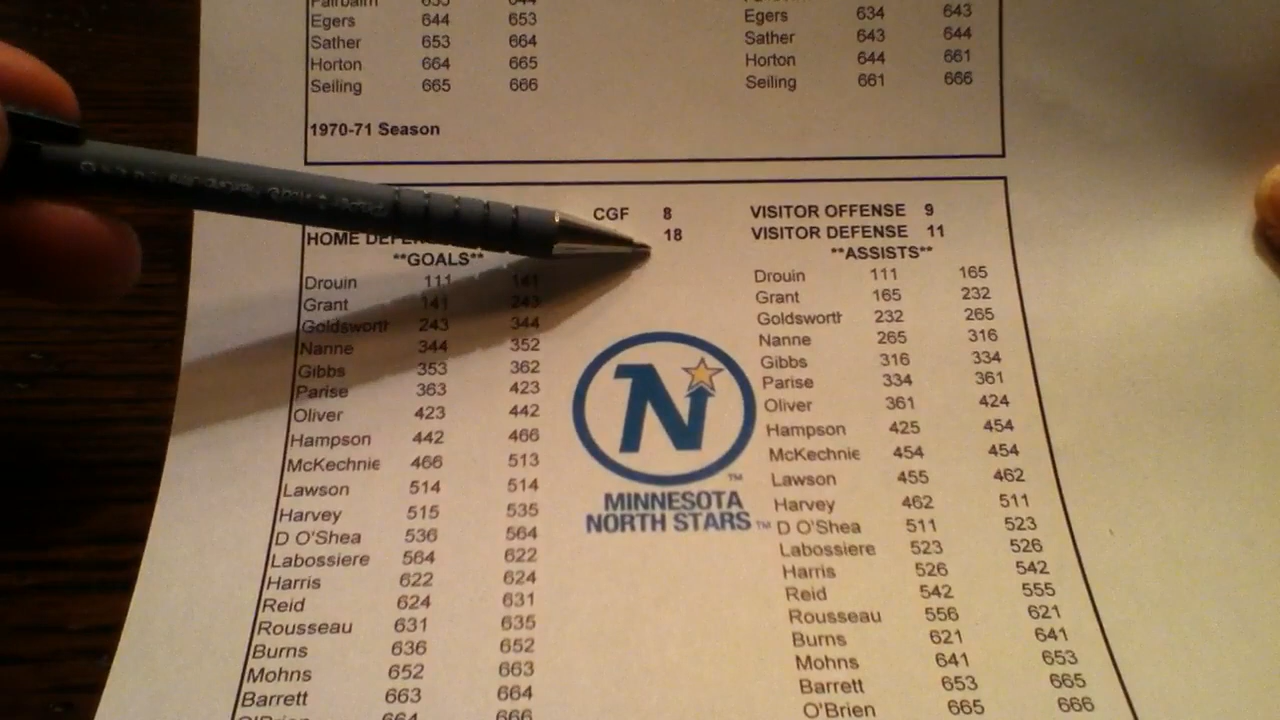 Egers 644 653 Egers 634 643
Sather 653 664 Sather 643 644
Horton 664 665 Horton 644 661
Seiling 665 666 Seiling 661 666
1970-71 Season
CGF 8 VISITOR OFFENSE 9
HOME 18 VISITOR DEFENSE 11
**GOALS** **ASSISTS**
Drouin 111 141 Drouin 111 165
Grant 141 243 Grant 165 232
Goldswort 243 344 Goldswort 232 265
Nanne 344 352 Nanne 265 316
Gibbs 353 362 Gibbs 316 334
Parise 363 423 Parise 334 361
Oliver 423 442 Oliver 361 424
Hampson 442 466 Hampson 425 454
McKechnie 466 513 McKechnie 454 454
Lawson 514 514 Lawson 455 462
Harvey 515 535 Harvey 462 511
D O'Shea 536 564 D O'Shea 511 523
Labossiere 564 622 Labossiere 523 526
Harris 622 624 Harris 526 542
Reid 624 631 Reid 542 555
Rousseau 631 635 Rousseau 556 621
Burns 636 652 Burns 621 641
Mohns 652 663 Mohns 641 653
Barrett 663 664 Barrett 653 665
O'Brien 664 666 O'Brien 665 666
N TM
MINNESOTA
NORTH STARS TM